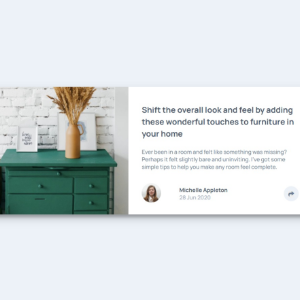 Shift the overall look and feel by adding
these wonderful touches to furniture in
your home
Ever been in a room and felt like something was missing?
Perhaps it felt slightly bare and uninviting. I've got some
simple tips to help you make any room feel complete.
Michelle Appleton
28 Jun 2020